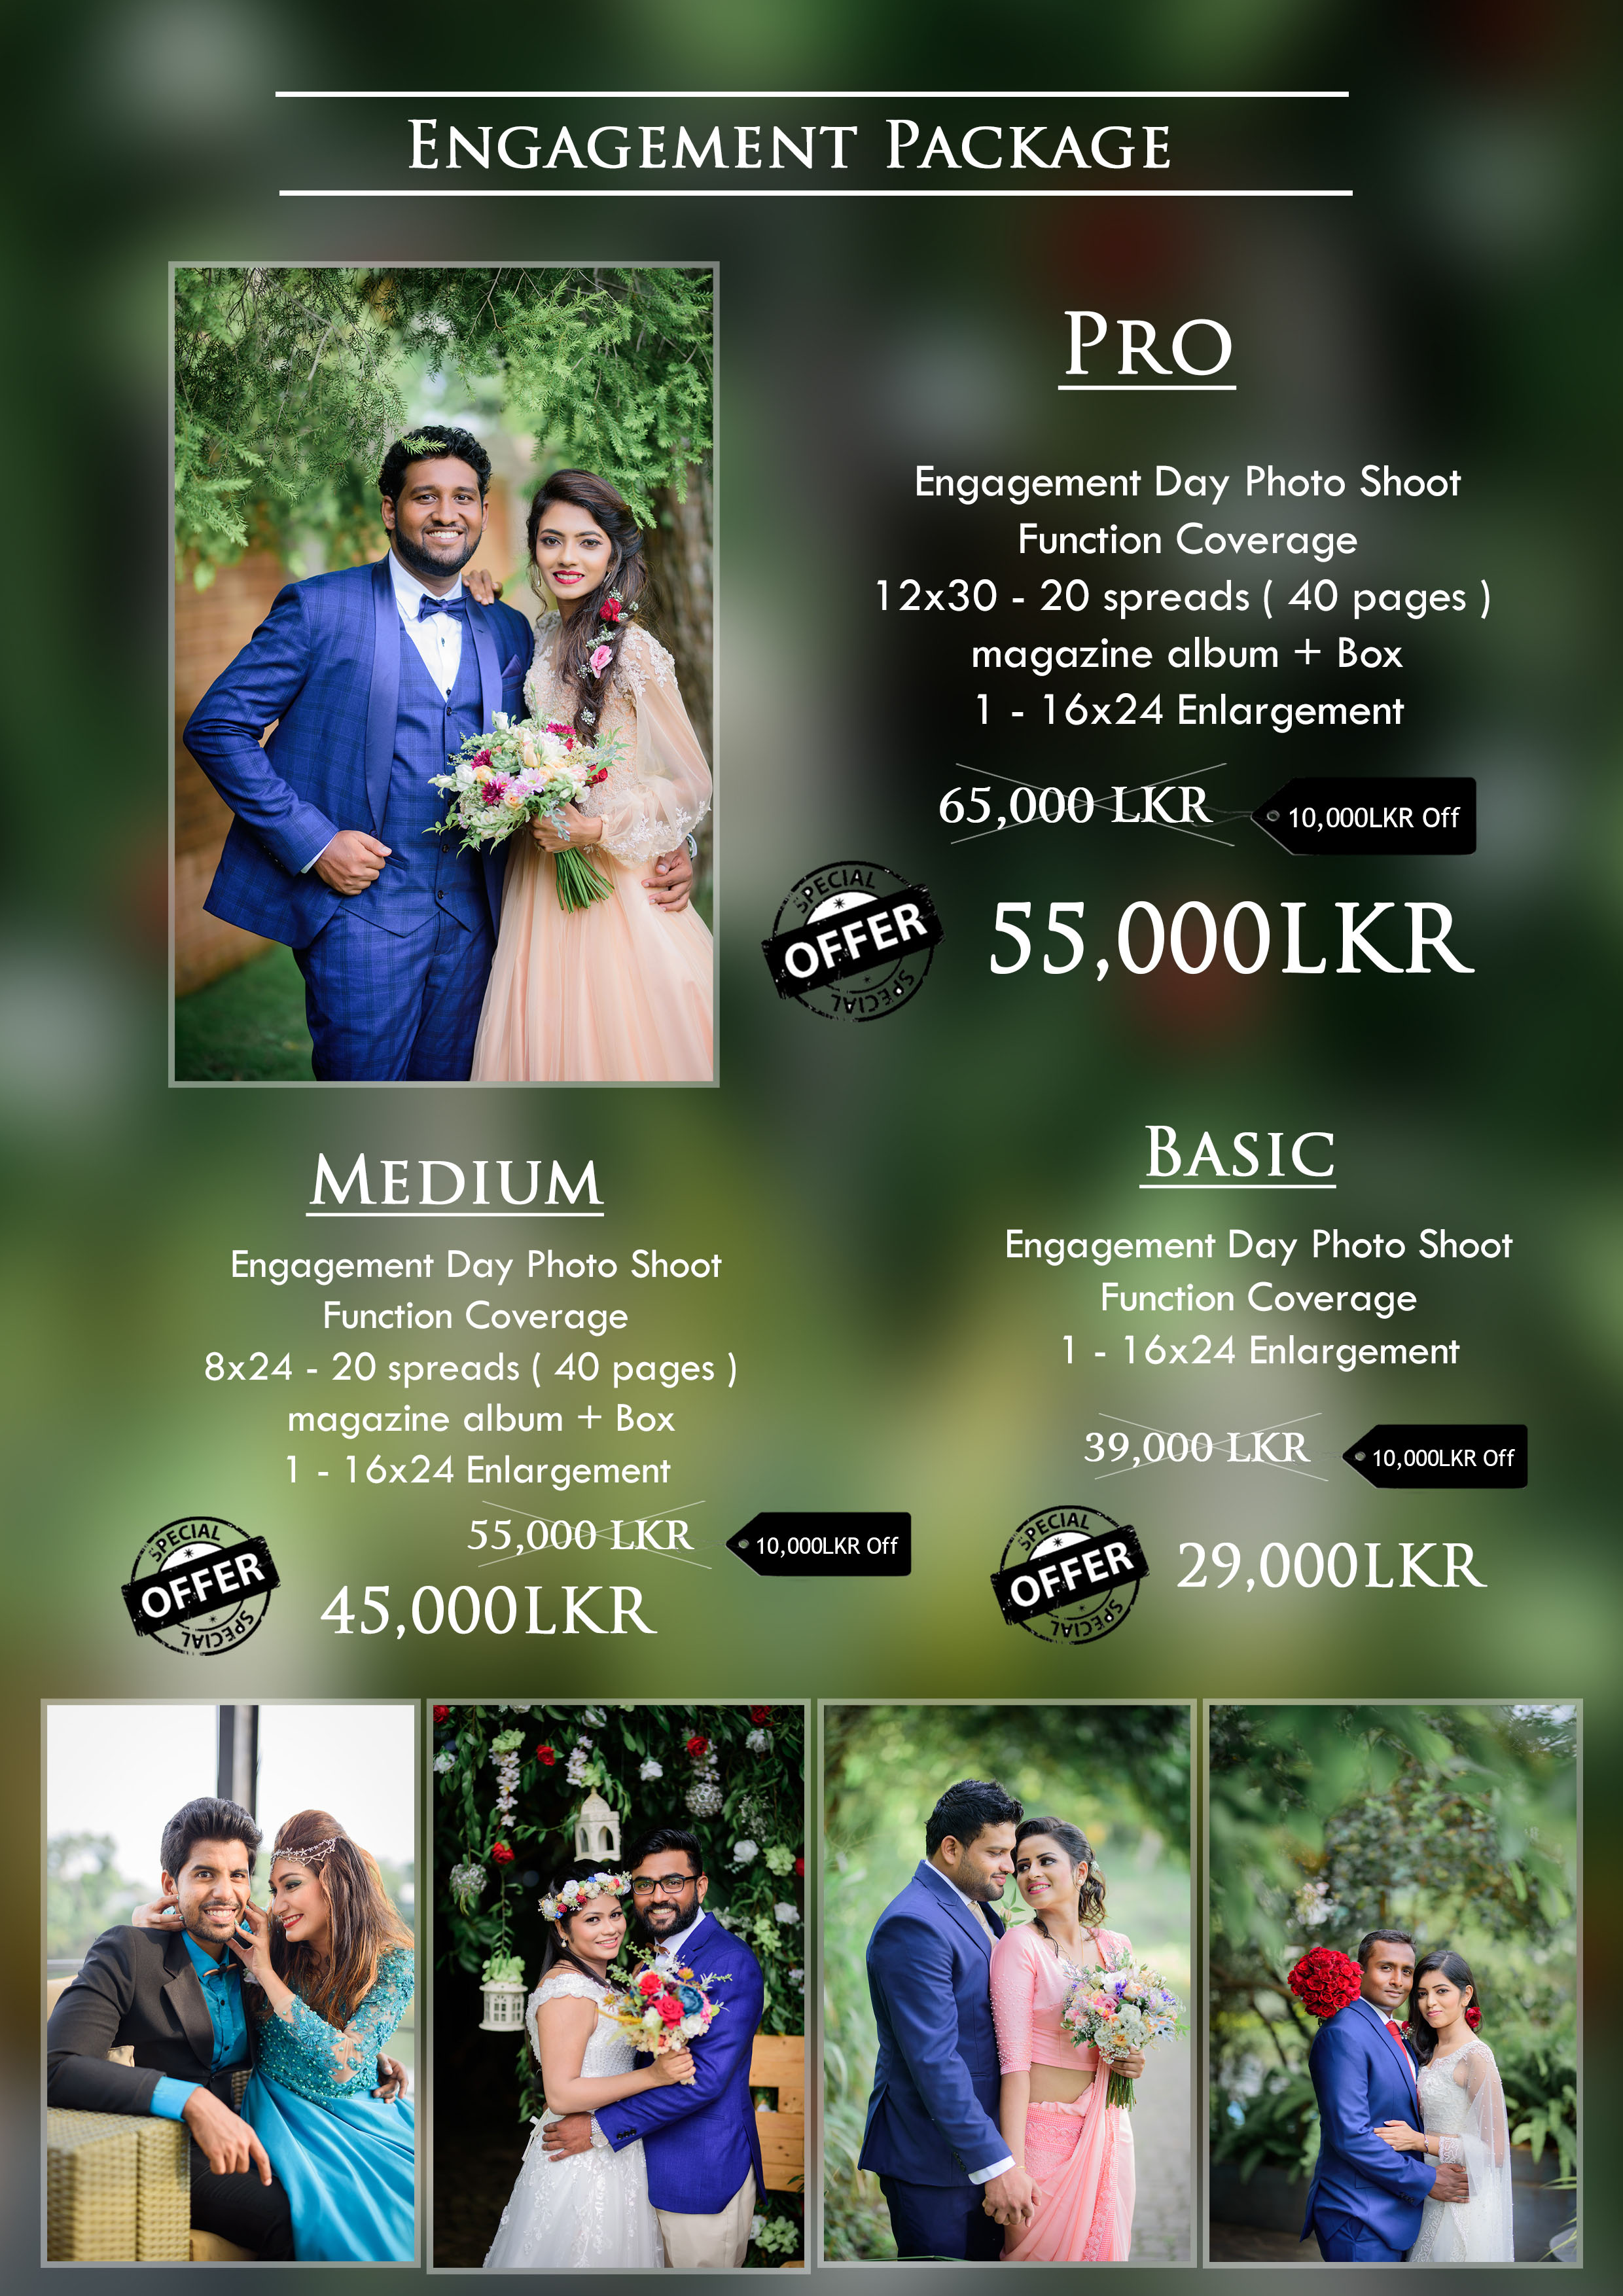 Engagement Package
Pro
Engagement Day Photo Shoot
Function Coverage
12x30 - 20 spreads ( 40 pages )
magazine album + Box
1 - 16x24 Enlargement
65,000 LKR
10,000LKR Off
SPECIAL
OFFER
SPECIAL
55,000LKR
Medium
Engagement Day Photo Shoot
Function Coverage
8x24 - 20 spreads ( 40 pages )
magazine album + Box
1 - 16x24 Enlargement
55,000 LKR
10,000LKR Off
SPECIAL
OFFER
SPECIAL
45,000LKR
Basic
Engagement Day Photo Shoot
Function Coverage
1 - 16x24 Enlargement
39,000 LKR
10,000LKR Off
SPECIAL
OFFER
SPECIAL
29,000LKR